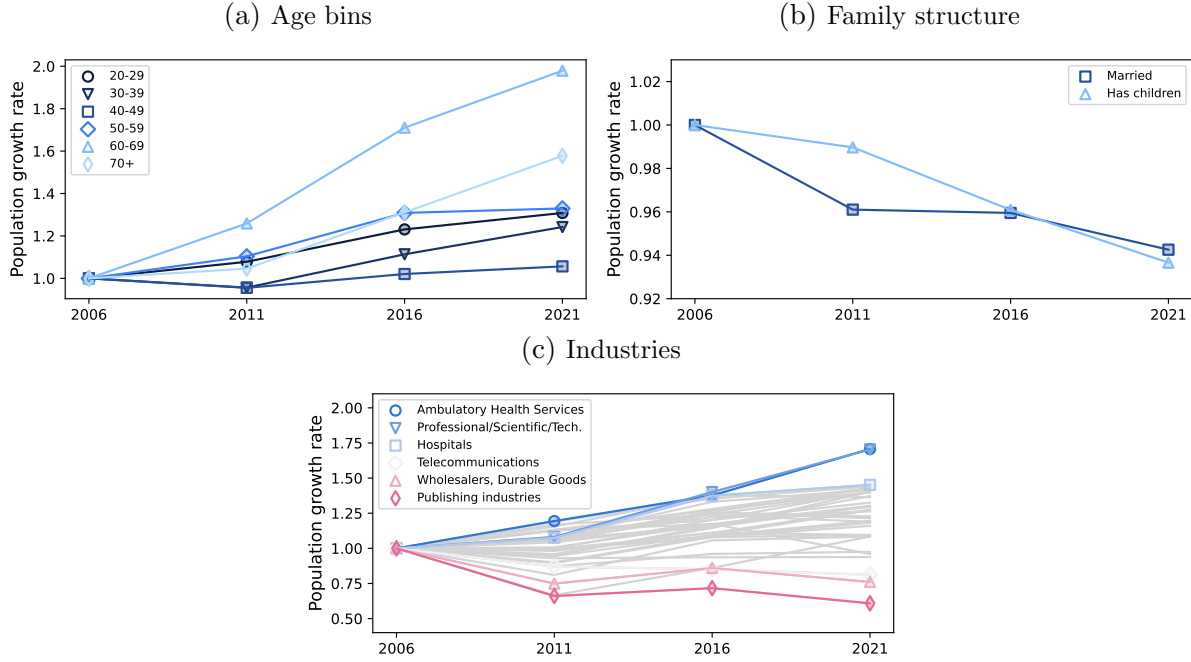 (a) Age bins
Population growth rate
2.0
1.8
1.6
1.4
1.2
1.0
20-29
30-39
40-49
50-59
60-69
70+
2006 2011 2016 2021
(b) Family structure
Population growth rate
1.02
1.00
0.98
0.96
0.94
0.92
Married
Has children
2006 2011 2016 2021
(c) Industries
Population growth rate
2.00
1.75
1.50
1.25
1.00
0.75
0.50
Ambulatory Health Services
Professional/Scientific/Tech.
Hospitals
Telecommunications
Wholesalers, Durable Goods
Publishing industries
2006 2011 2016 2021